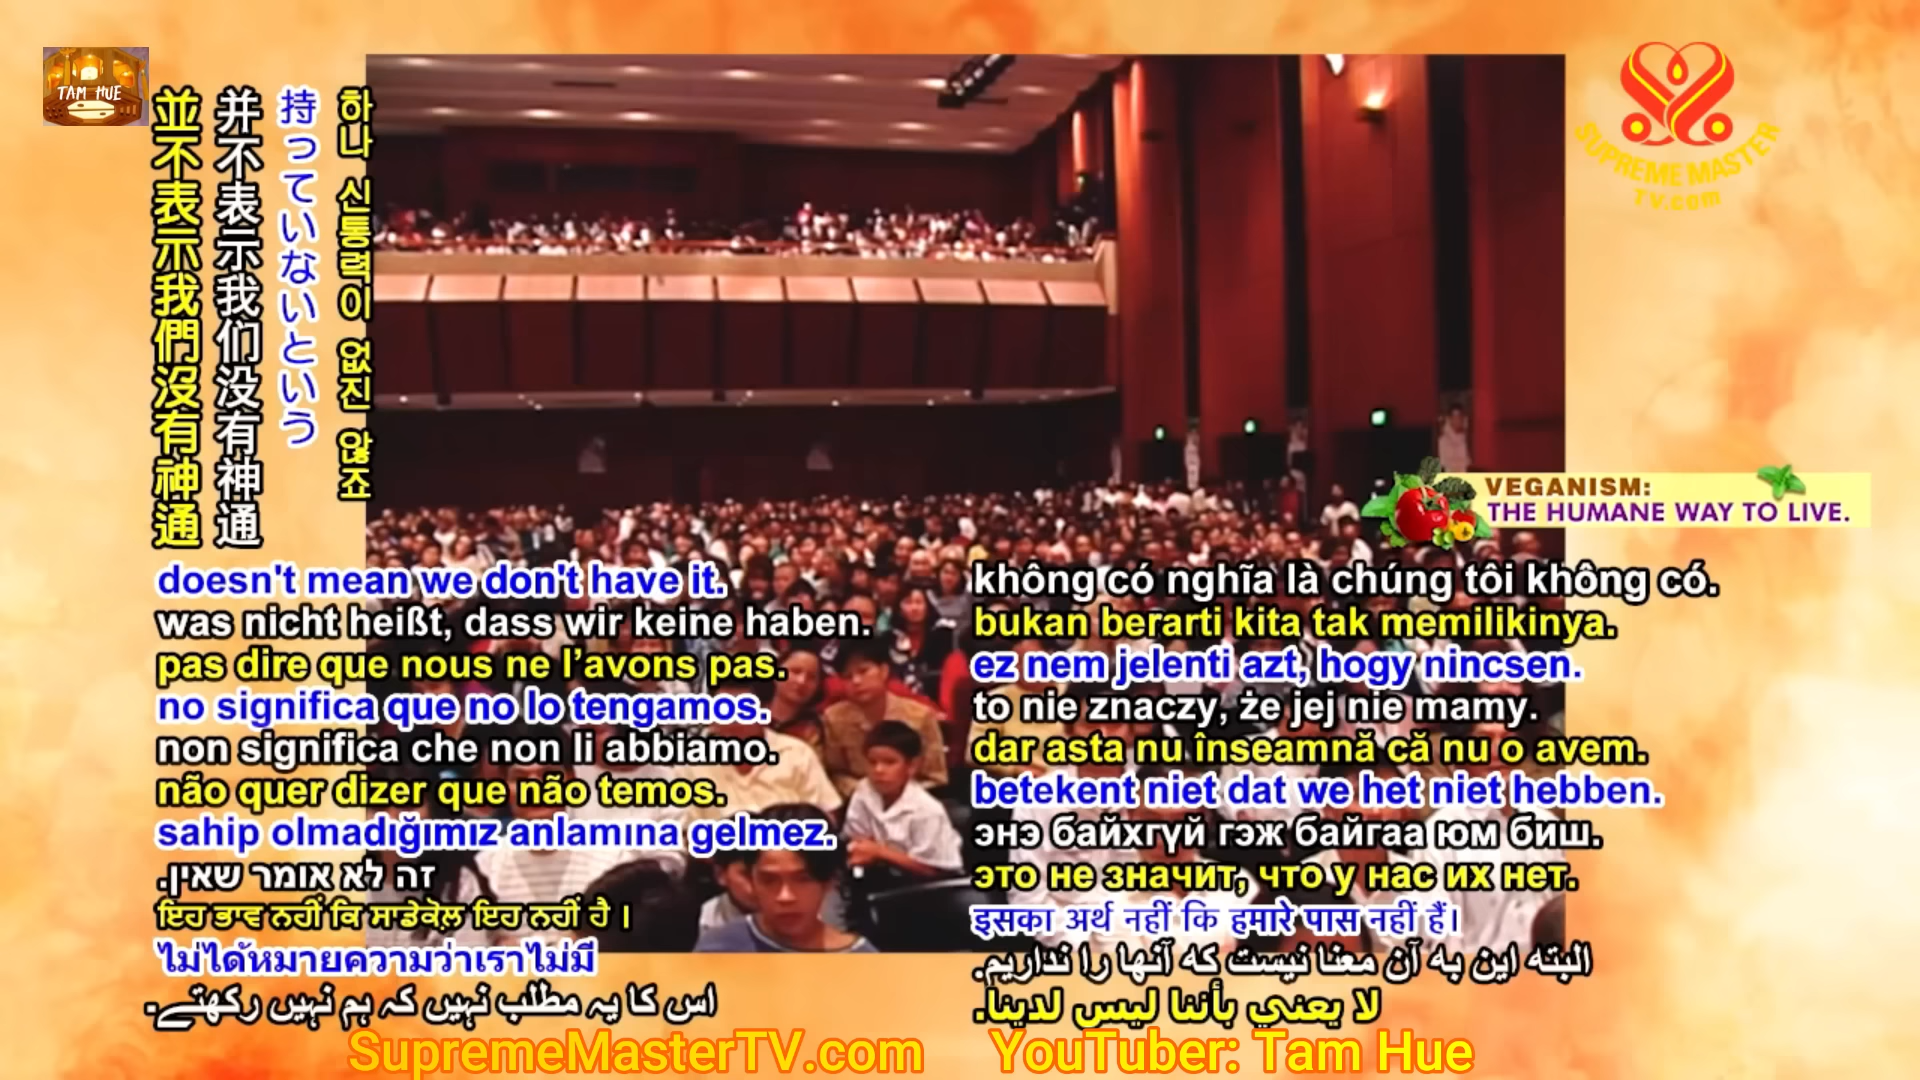 TAM HUE
並不表示我們沒有神通
并不表示我们没有神通
持っていないという
하나 신통력이 없진 않죠
SUPREME MASTER
TV.com
VEGANISM:
THE HUMANE WAY TO LIVE.
doesn't mean we don't have it.
was nicht heißt, dass wir keine haben.
pas dire que nous ne l’avons pas.
no significa que no lo tengamos.
non significa che non li abbiamo.
não quer dizer que não temos.
sahip olmadığımız anlamına gelmez.
זה לא אומר שאין.
ਇਹ ਭਾਵ ਨਹੀਂ ਕਿ ਸਾਡੇਕੋਲ ਇਹ ਨਹੀਂ ਹੈ ।
ไม่ได้หมายความว่าเราไม่มี
اس کا یہ مطلب نہیں کہ ہم نہیں رکھتے۔
không có nghĩa là chúng tôi không có.
bukan berarti kita tak memilikinya.
ez nem jelenti azt, hogy nincsen.
to nie znaczy, że jej nie mamy.
dar asta nu înseamnă că nu o avem.
betekent niet dat we het niet hebben.
энэ байхгүй гэж байгаа юм биш.
это не значит, что у нас их нет.
इसका अर्थ नहीं कि हमारे पास नहीं हैं।
البته این به آن معنا نیست که آنها را نداریم.
لا يعني بأننا ليس لدينا.
SupremeMasterTV.com YouTuber: Tam Hue